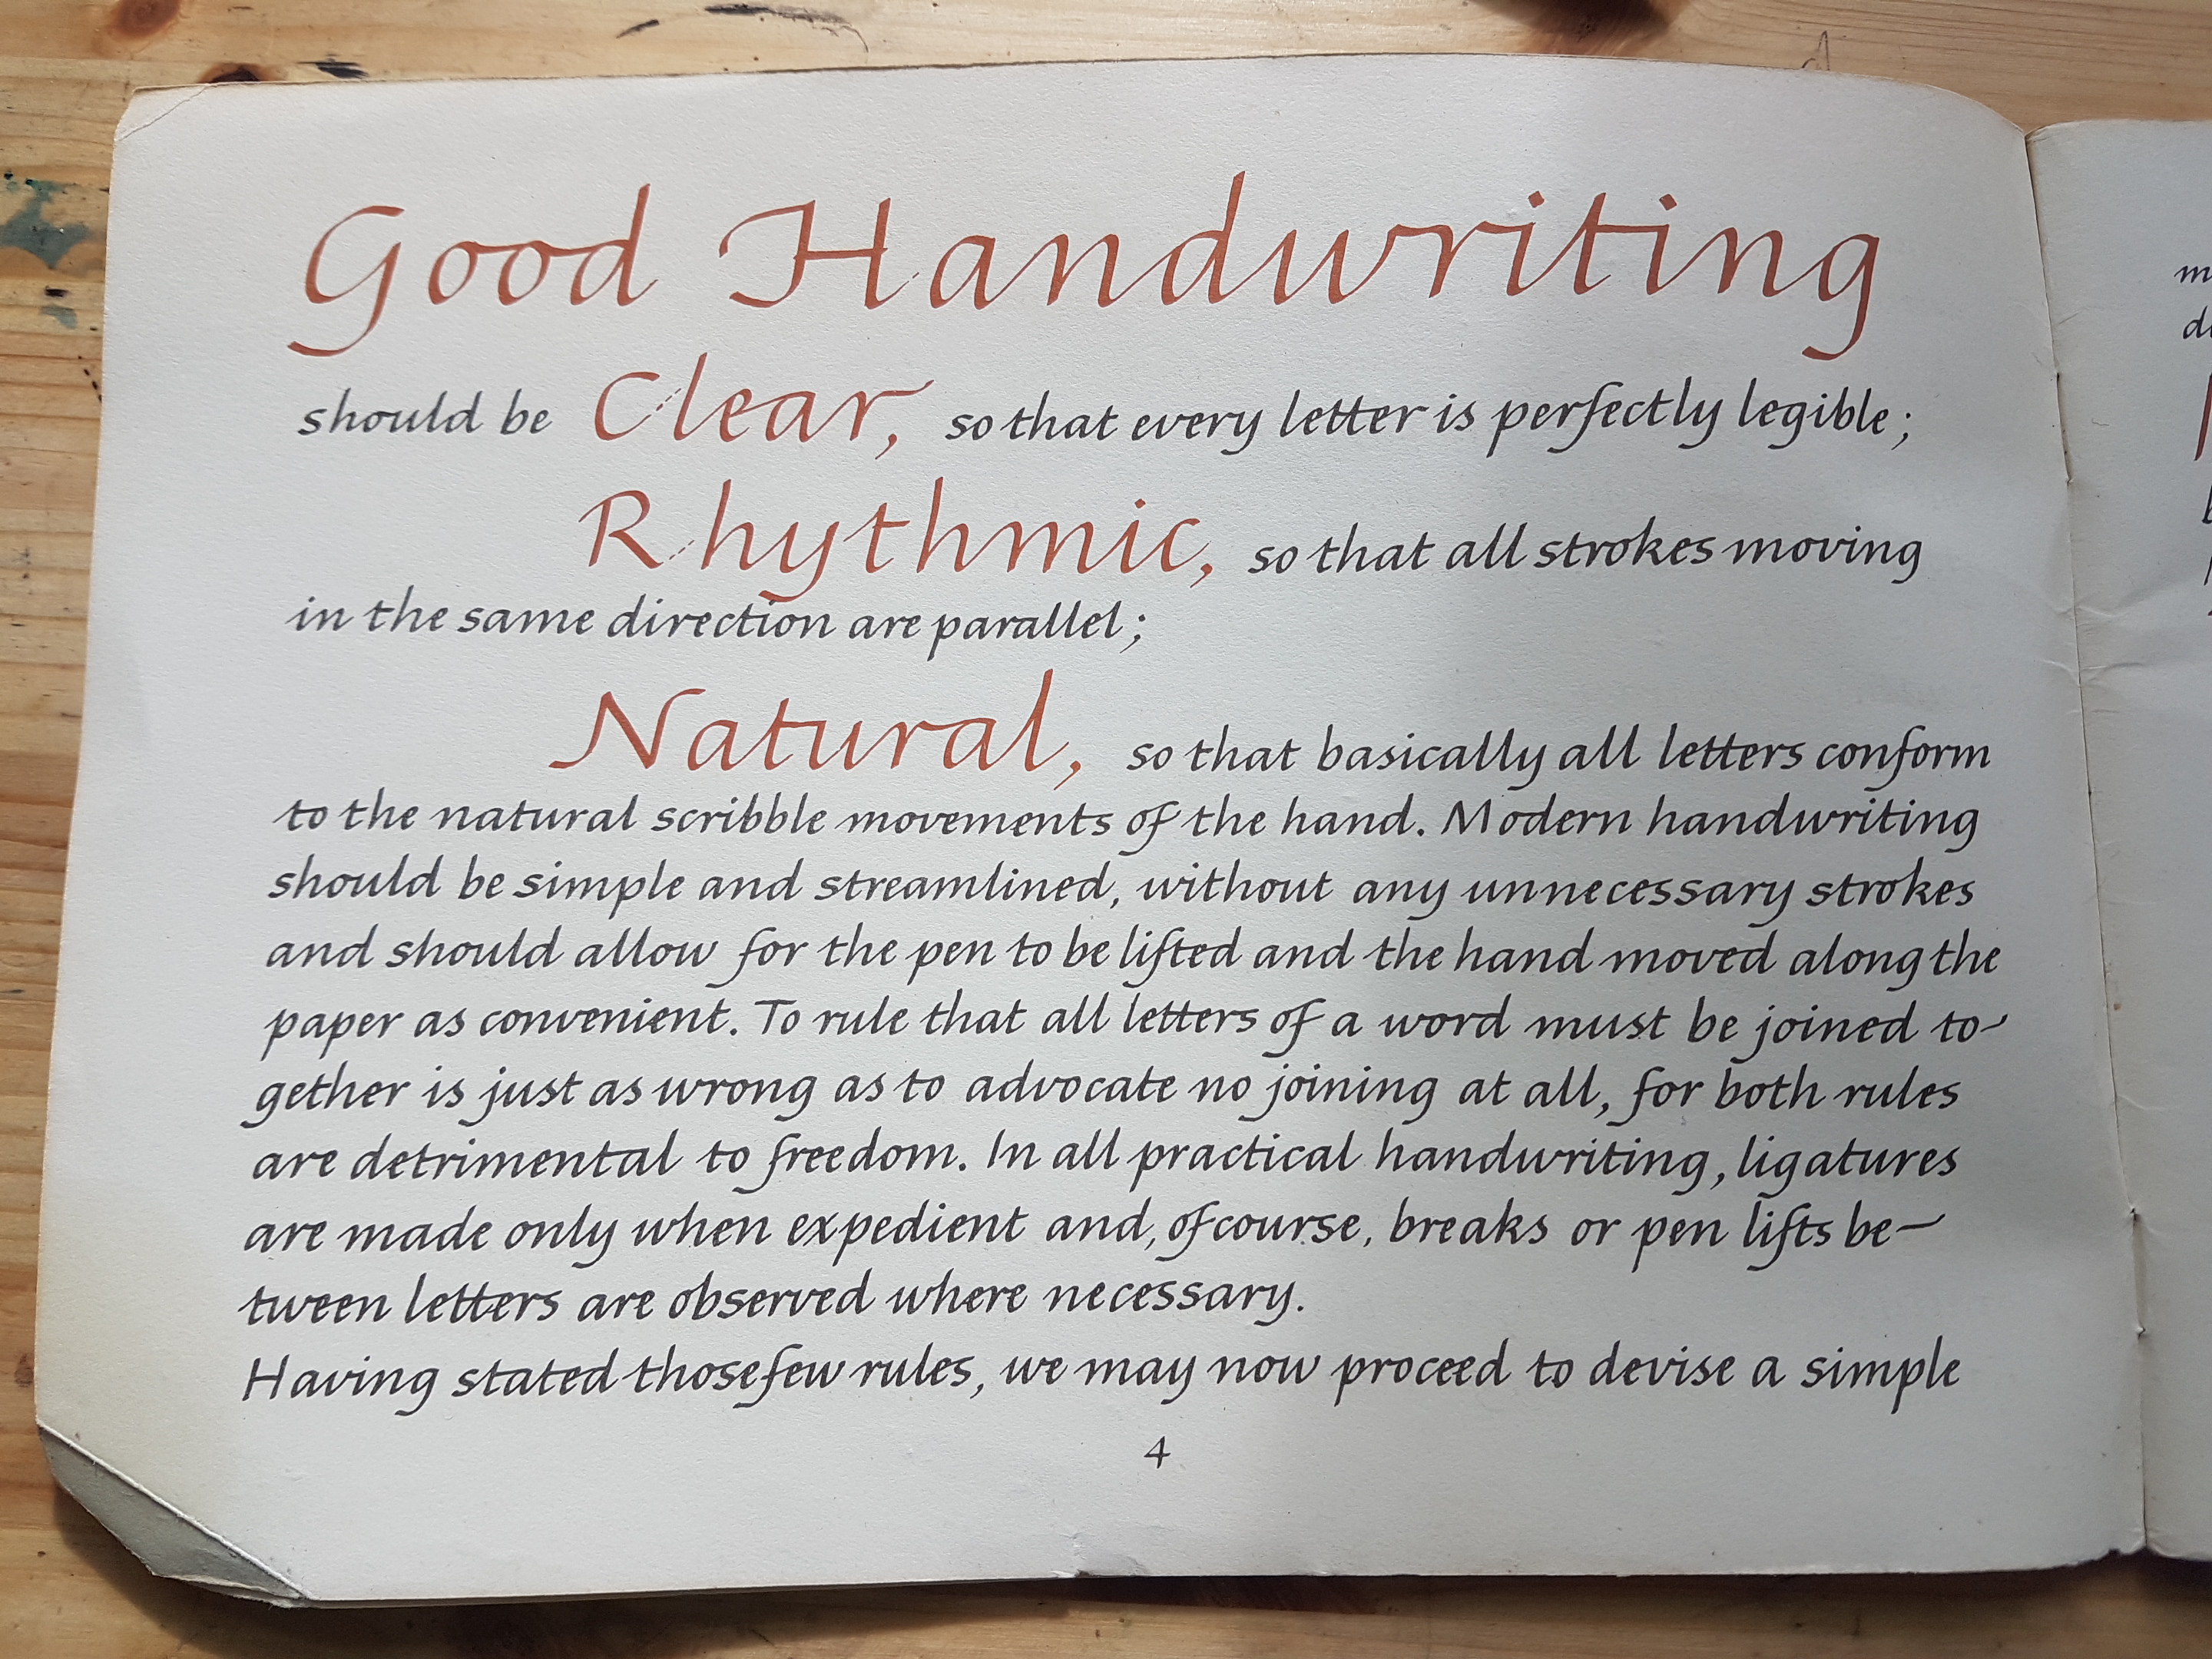 Good Handwriting
should be Clear, so that every letter is perfectly legible;
Rhythmic, so that all strokes moving
in the same direction are parallel;
Natural, so that basically all letters conform
to the natural scribble movements of the hand. Modern handwriting
should be simple and streamlined, without any unnecessary strokes
and should allow for the pen to be lifted and the hand moved along the
paper as convenient. To rule that all letters of a word must be joined to-
gether is just as wrong as to advocate no joining at all, for both rules
are detrimental to freedom. In all practical handwriting, ligatures
are made only when expedient and, of course, breaks or pen lifts be-
tween letters are observed where necessary.
Having stated those few rules, we may now proceed to devise a simple
4